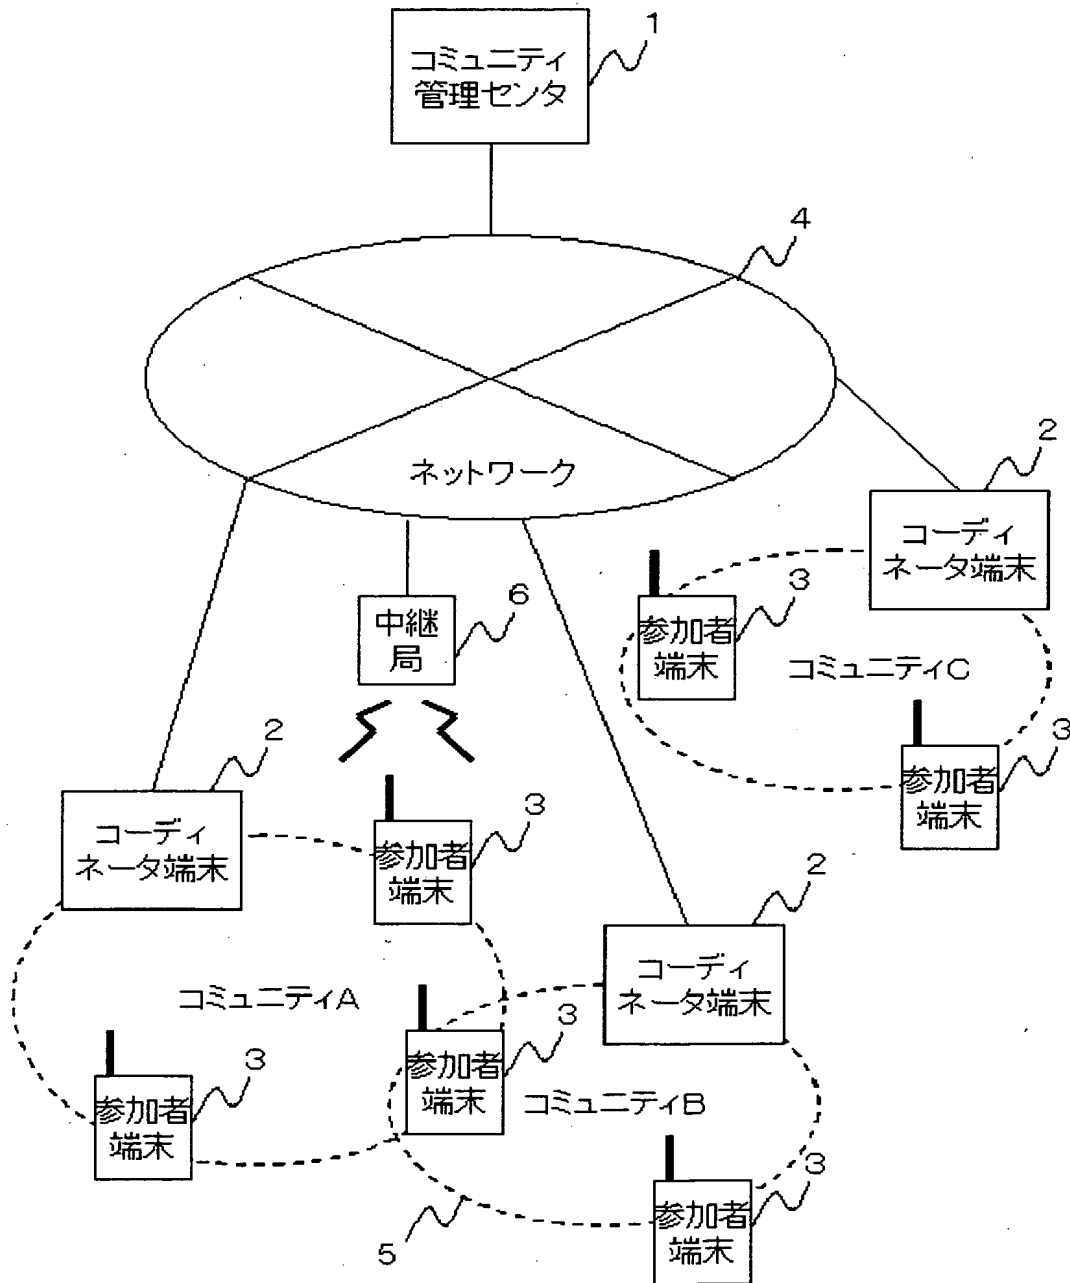 コミュニティ
管理センタ
1
4
ネットワーク
2
コーディ
ネータ端末
3
参加者
端末
コミュニティC
6
中継
局
3
参加者
端末
2
コーディ
ネータ端末
3
参加者
端末
2
コーディ
ネータ端末
コミュニティA
3
参加者
端末
コミュニティB
3
参加者
端末
3
参加者
端末
5